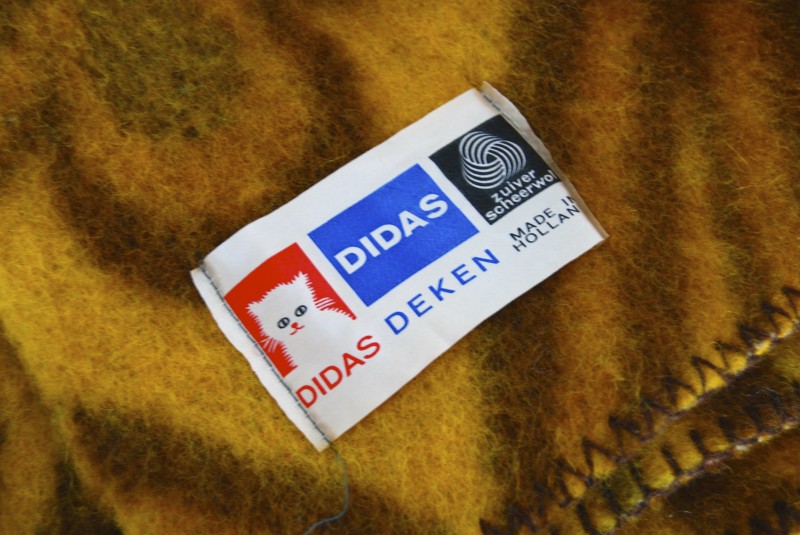 DIDAS
zuiver
scheerwol
DIDAS DEKEN
MADE IN
HOLLAN